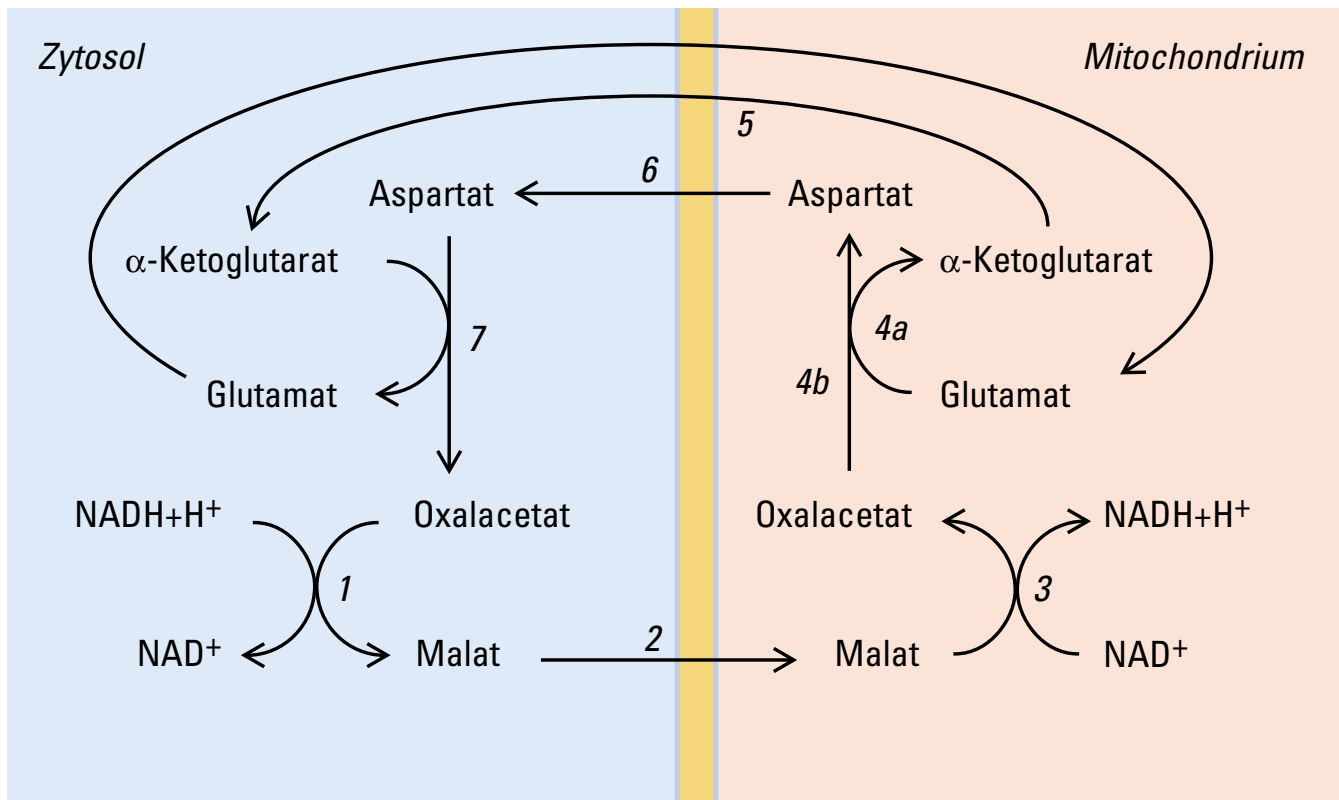 Zytosol
Mitochondrium
5
6
Aspartat
Aspartat
α-Ketoglutarat
α-Ketoglutarat
7
4a
4b
Glutamat
Glutamat
NADH+H⁺
Oxalacetat
Oxalacetat
NADH+H⁺
1
3
2
NAD⁺
Malat
Malat
NAD⁺